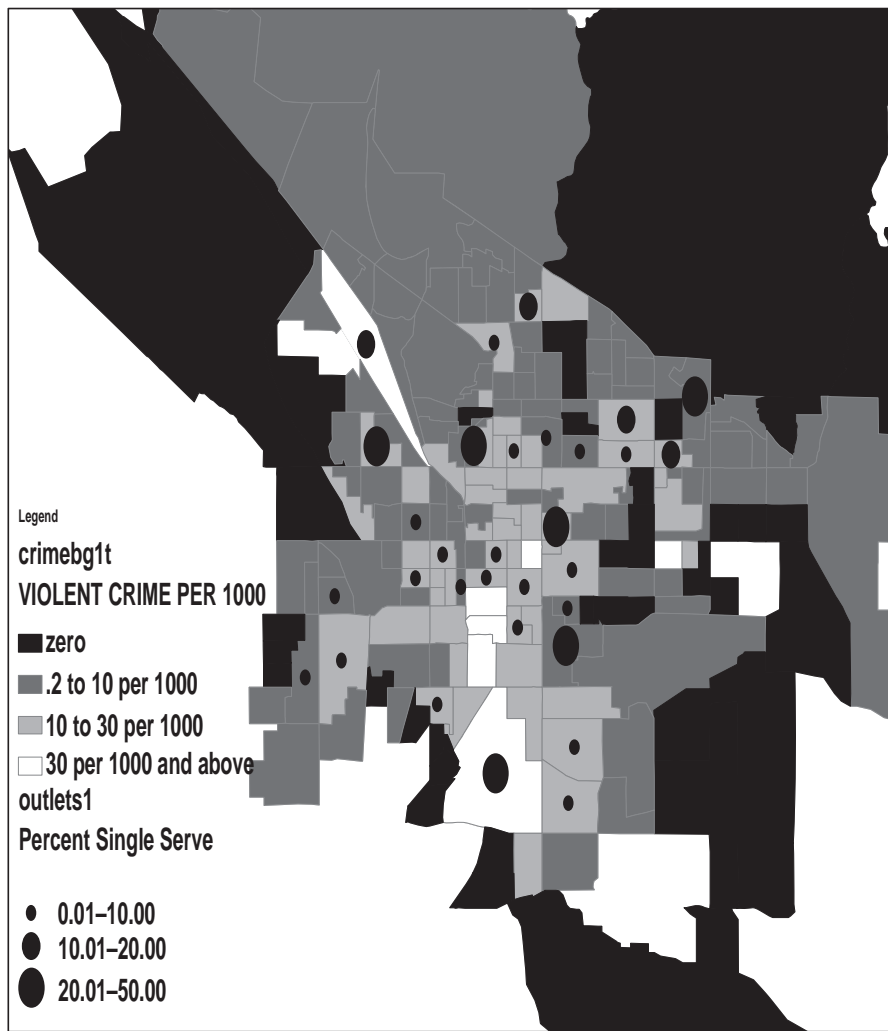 Legend
crimebg1t
VIOLENT CRIME PER 1000
zero
.2 to 10 per 1000
10 to 30 per 1000
30 per 1000 and above
outlets1
Percent Single Serve
0.01–10.00
10.01–20.00
20.01–50.00